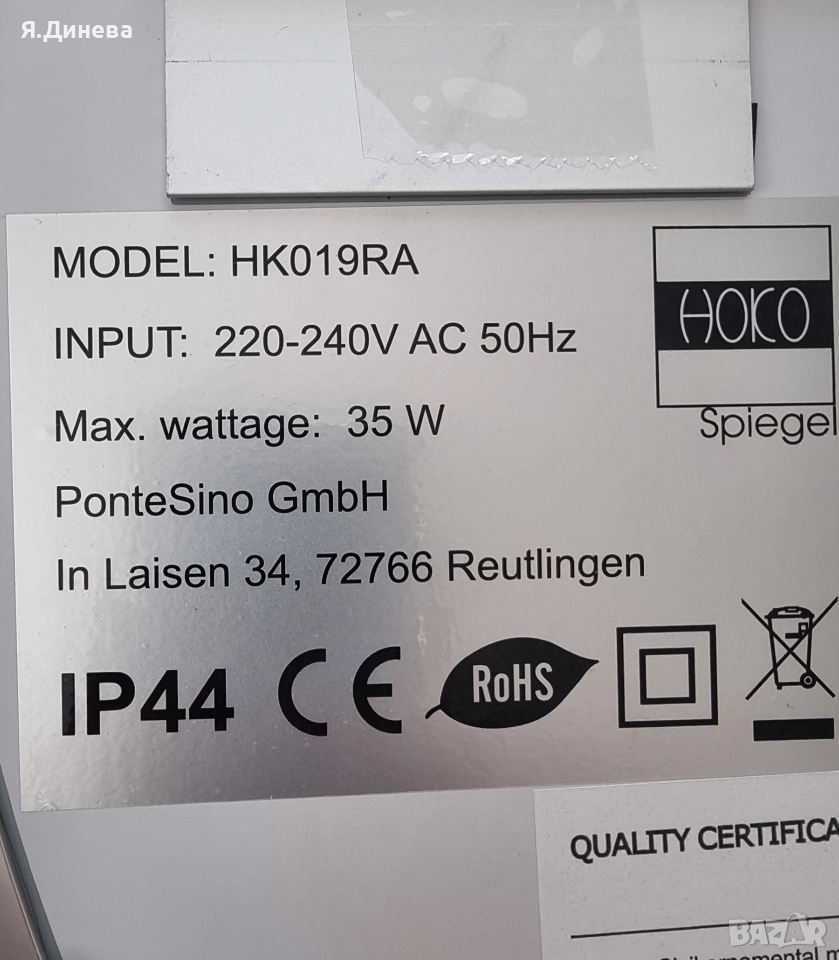 Я.Динева
MODEL: HK019RA
INPUT: 220-240V AC 50Hz
HOKO
Spiegel
Max. wattage: 35 W
PonteSino GmbH
In Laisen 34, 72766 Reutlingen
IP44 CE RoHS
QUALITY CERTIFICA
BAZAR